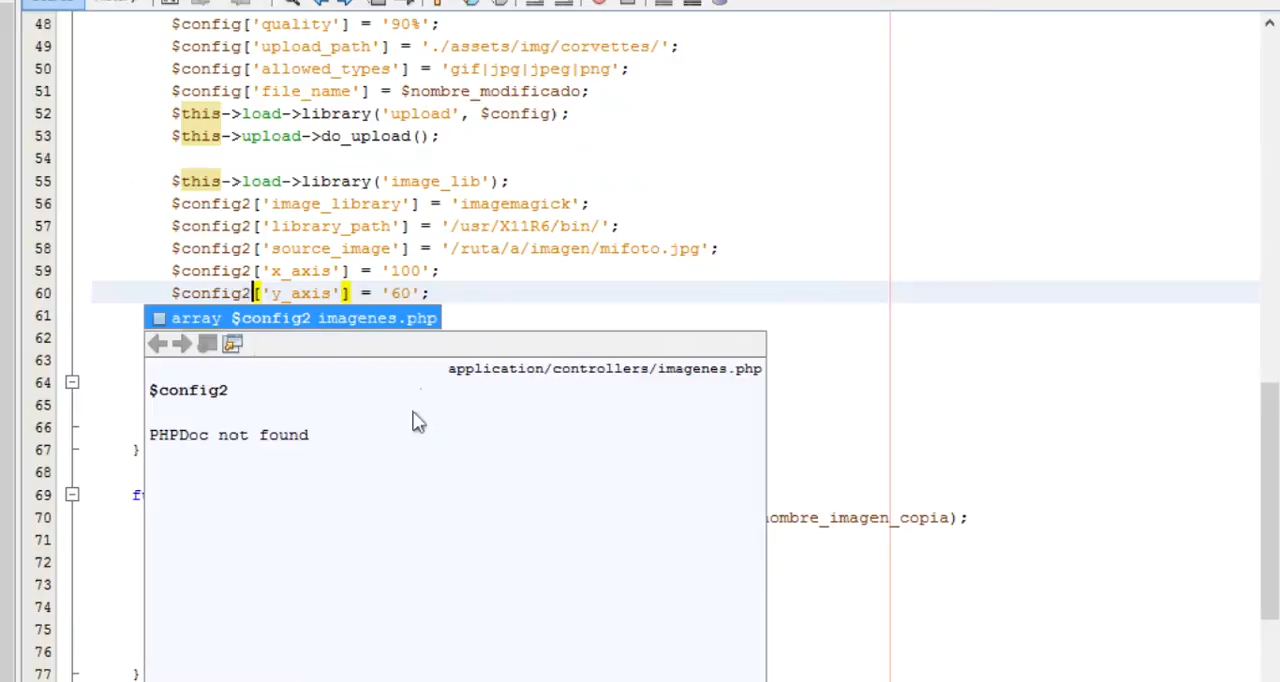 48 $config['quality'] = '90%';
49 $config['upload_path'] = './assets/img/corvettes/';
50 $config['allowed_types'] = 'gif|jpg|jpeg|png';
51 $config['file_name'] = $nombre_modificado;
52 $this->load->library('upload', $config);
53 $this->upload->do_upload();
54
55 $this->load->library('image_lib');
56 $config2['image_library'] = 'imagemagick';
57 $config2['library_path'] = '/usr/X11R6/bin/';
58 $config2['source_image'] = '/ruta/a/imagen/mifoto.jpg';
59 $config2['x_axis'] = '100';
60 $config2['y_axis'] = '60';
61 array $config2 imagenes.php
62
63 application/controllers/imagenes.php
64 $config2
65
66 PHPDoc not found
67 }
68
69
70 ombre_imagen_copia);
71
72
73
74
75
76
77 }